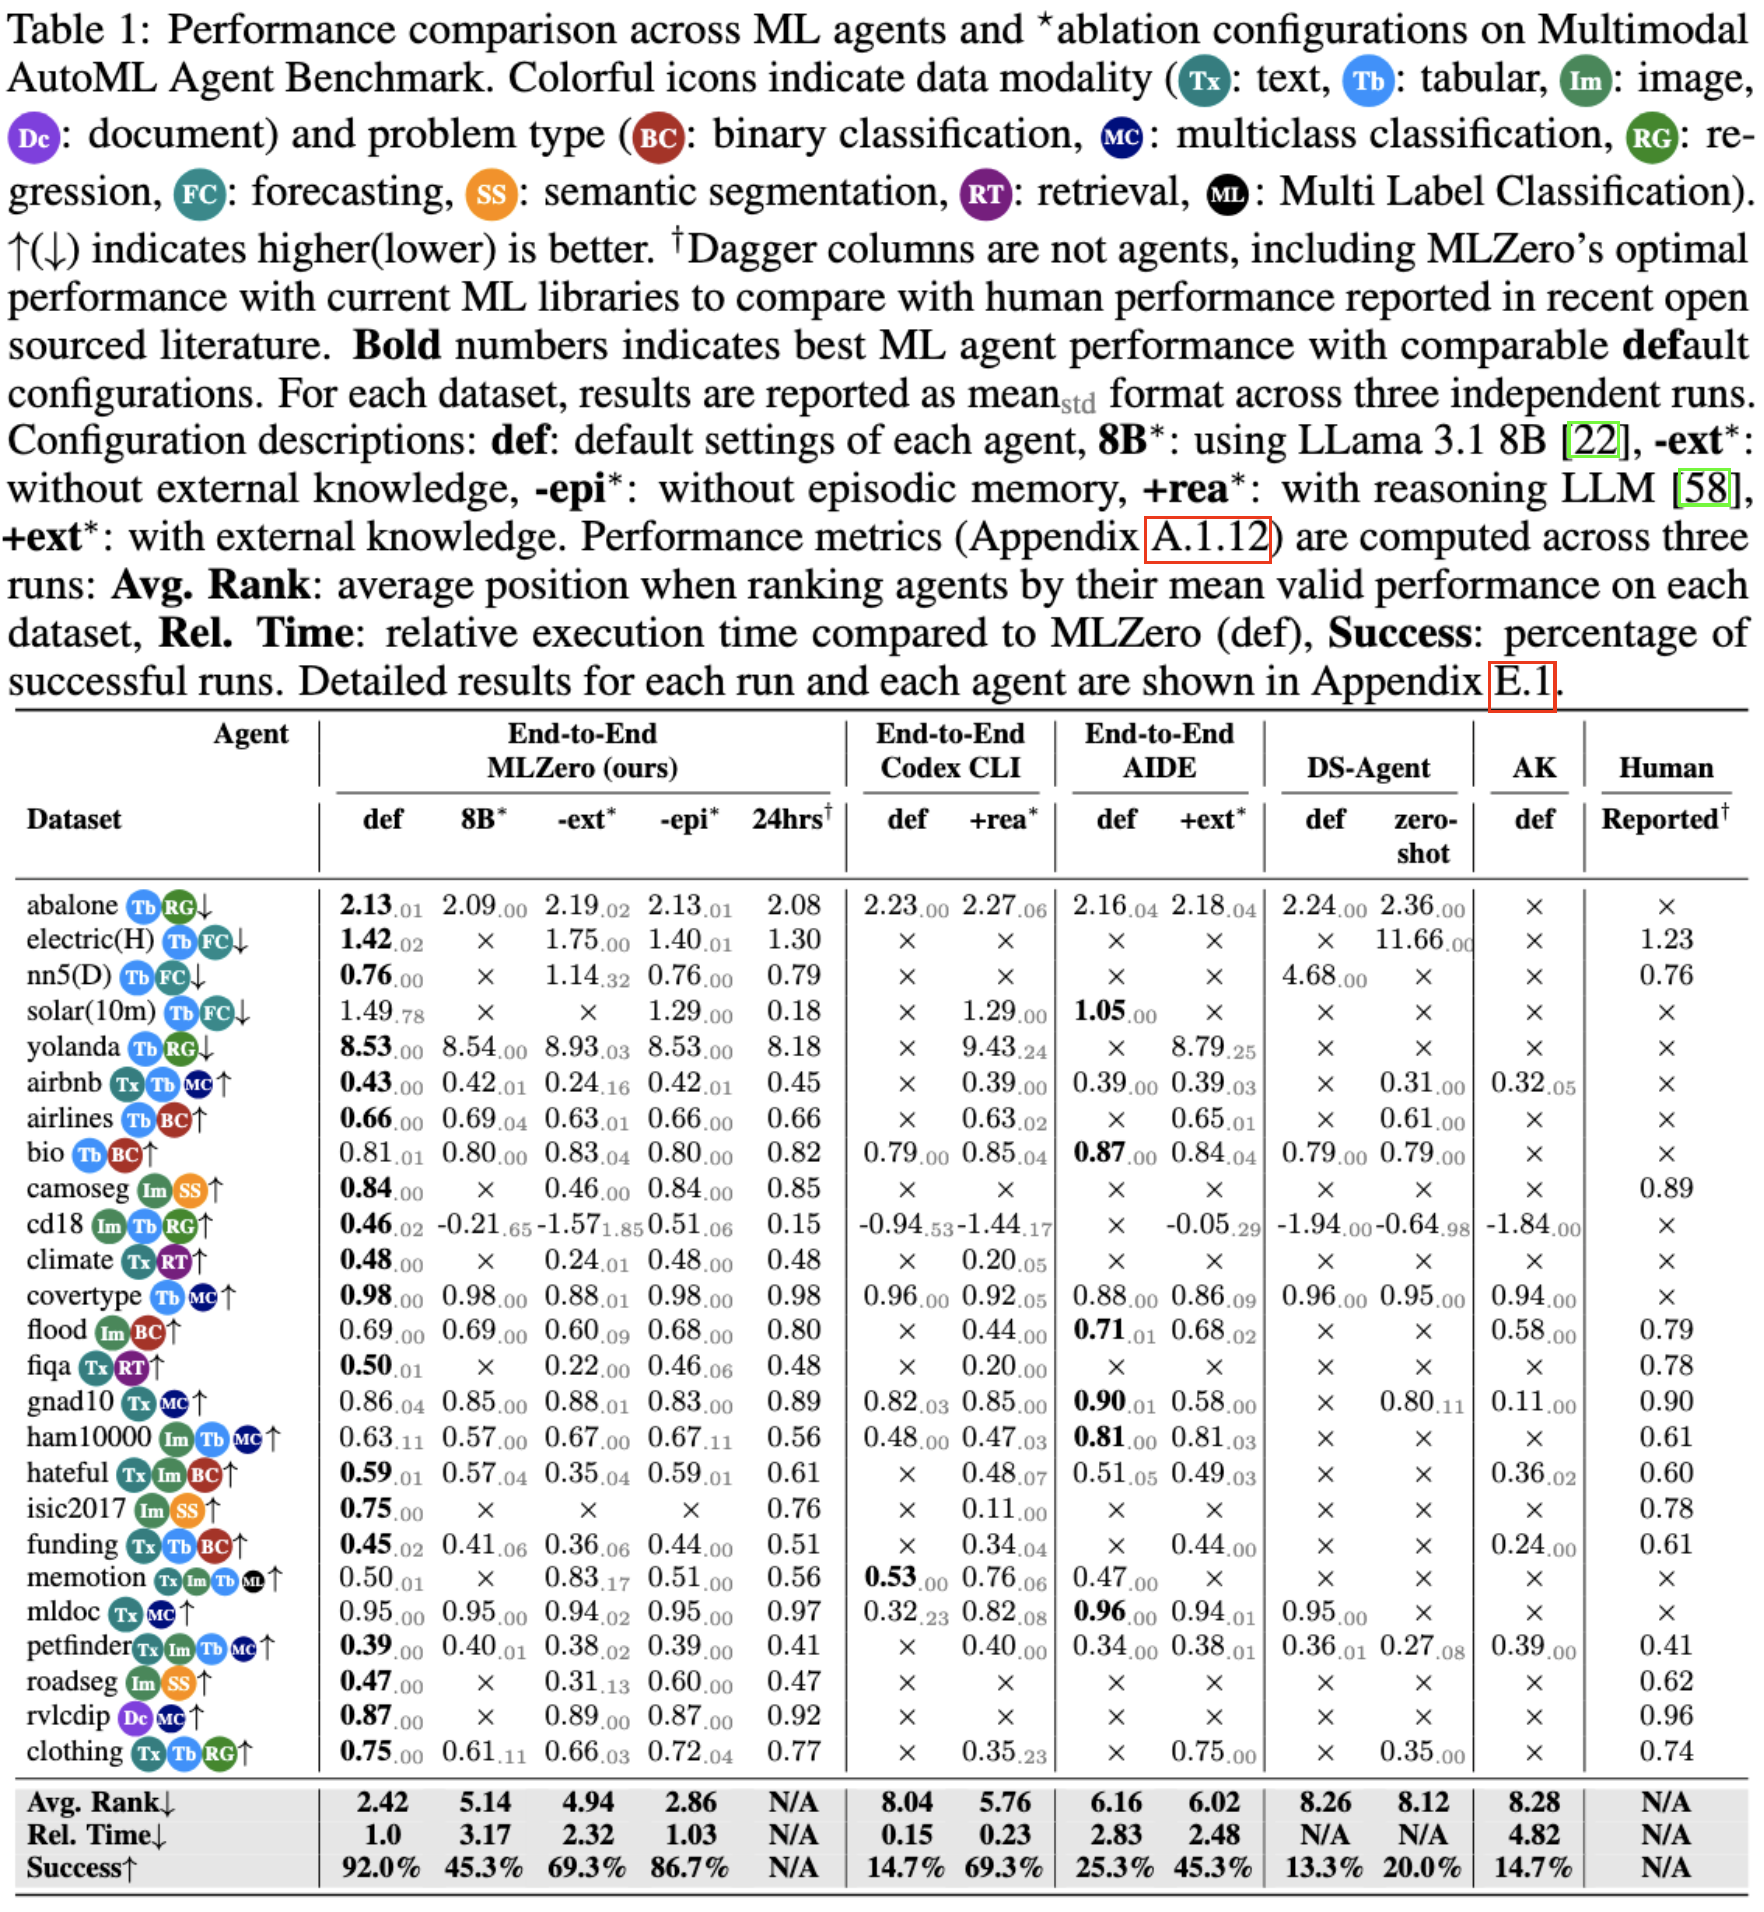 Table 1: Performance comparison across ML agents and *ablation configurations on Multimodal
AutoML Agent Benchmark. Colorful icons indicate data modality (Tx: text, Tb: tabular, Im: image,
Dc: document) and problem type (BC: binary classification, MC: multiclass classification, RG: re-
gression, FC: forecasting, SS: semantic segmentation, RT: retrieval, ML: Multi Label Classification).
↑(↓) indicates higher(lower) is better. †Dagger columns are not agents, including MLZero's optimal
performance with current ML libraries to compare with human performance reported in recent open
sourced literature. Bold numbers indicates best ML agent performance with comparable default
configurations. For each dataset, results are reported as mean std format across three independent runs.
Configuration descriptions: def: default settings of each agent, 8B*: using LLama 3.1 8B [22], -ext*:
without external knowledge, -epi*: without episodic memory, +rea*: with reasoning LLM [58],
+ext*: with external knowledge. Performance metrics (Appendix A.1.12) are computed across three
runs: Avg. Rank: average position when ranking agents by their mean valid performance on each
dataset, Rel. Time: relative execution time compared to MLZero (def), Success: percentage of
successful runs. Detailed results for each run and each agent are shown in Appendix E.1.
Agent End-to-End End-to-End End-to-End
MLZero (ours) Codex CLI AIDE DS-Agent AK Human
Dataset def 8B* -ext* -epi* 24hrs† def +rea* def +ext* def zero- def Reported†
shot
abalone Tb RG↓ 2.13.01 2.09.00 2.19.02 2.13.01 2.08 2.23.00 2.27.06 2.16.04 2.18.04 2.24.00 2.36.00 × ×
electric(H) Tb FC↓ 1.42.02 × 1.75.00 1.40.01 1.30 × × × × × 11.66.00 × 1.23
nn5(D) Tb FC↓ 0.76.00 × 1.14.32 0.76.00 0.79 × × × × 4.68.00 × × 0.76
solar(10m) Tb FC↓ 1.49.78 × × 1.29.00 0.18 × 1.29.00 1.05.00 × × × × ×
yolanda Tb RG↓ 8.53.00 8.54.00 8.93.03 8.53.00 8.18 × 9.43.24 × 8.79.25 × × × ×
airbnb Tx Tb MC↑ 0.43.00 0.42.01 0.24.16 0.42.01 0.45 × 0.39.00 0.39.00 0.39.03 × 0.31.00 0.32.05 ×
airlines Tb BC↑ 0.66.00 0.69.04 0.63.01 0.66.00 0.66 × 0.63.02 × 0.65.01 × 0.61.00 × ×
bio Tb BC↑ 0.81.01 0.80.00 0.83.04 0.80.00 0.82 0.79.00 0.85.04 0.87.00 0.84.04 0.79.00 0.79.00 × ×
camoseg Im SS↑ 0.84.00 × 0.46.00 0.84.00 0.85 × × × × × × × 0.89
cd18 Im Tb RG↑ 0.46.02 -0.21.65 -1.571.85 0.51.06 0.15 -0.94.53 -1.44.17 × -0.05.29 -1.94.00 -0.64.98 -1.84.00 ×
climate Tx RT↑ 0.48.00 × 0.24.01 0.48.00 0.48 × 0.20.05 × × × × × ×
covertype Tb MC↑ 0.98.00 0.98.00 0.88.01 0.98.00 0.98 0.96.00 0.92.05 0.88.00 0.86.09 0.96.00 0.95.00 0.94.00 ×
flood Im BC↑ 0.69.00 0.69.00 0.60.09 0.68.00 0.80 × 0.44.00 0.71.01 0.68.02 × × 0.58.00 0.79
fiqa Tx RT↑ 0.50.01 × 0.22.00 0.46.06 0.48 × 0.20.00 × × × × × 0.78
gnad10 Tx MC↑ 0.86.04 0.85.00 0.88.01 0.83.00 0.89 0.82.03 0.85.00 0.90.01 0.58.00 × 0.80.11 0.11.00 0.90
ham10000 Im Tb MC↑ 0.63.11 0.57.00 0.67.00 0.67.11 0.56 0.48.00 0.47.03 0.81.00 0.81.03 × × × 0.61
hateful Tx Im BC↑ 0.59.01 0.57.04 0.35.04 0.59.01 0.61 × 0.48.07 0.51.05 0.49.03 × × 0.36.02 0.60
isic2017 Im SS↑ 0.75.00 × × × 0.76 × 0.11.00 × × × × × 0.78
funding Tx Tb BC↑ 0.45.02 0.41.06 0.36.06 0.44.00 0.51 × 0.34.04 × 0.44.00 × × 0.24.00 0.61
memotion Tx Im Tb ML↑ 0.50.01 × 0.83.17 0.51.00 0.56 0.53.00 0.76.06 0.47.00 × × × × ×
mldoc Tx MC↑ 0.95.00 0.95.00 0.94.02 0.95.00 0.97 0.32.23 0.82.08 0.96.00 0.94.01 0.95.00 × × ×
petfinder Tx Im Tb MC↑ 0.39.00 0.40.01 0.38.02 0.39.00 0.41 × 0.40.00 0.34.00 0.38.01 0.36.01 0.27.08 0.39.00 0.41
roadseg Im SS↑ 0.47.00 × 0.31.13 0.60.00 0.47 × × × × × × × 0.62
rvlcdip Dc MC↑ 0.87.00 × 0.89.00 0.87.00 0.92 × × × × × × × 0.96
clothing Tx Tb RG↑ 0.75.00 0.61.11 0.66.03 0.72.04 0.77 × 0.35.23 × 0.75.00 × 0.35.00 × 0.74
Avg. Rank↓ 2.42 5.14 4.94 2.86 N/A 8.04 5.76 6.16 6.02 8.26 8.12 8.28 N/A
Rel. Time↓ 1.0 3.17 2.32 1.03 N/A 0.15 0.23 2.83 2.48 N/A N/A 4.82 N/A
Success↑ 92.0% 45.3% 69.3% 86.7% N/A 14.7% 69.3% 25.3% 45.3% 13.3% 20.0% 14.7% N/A